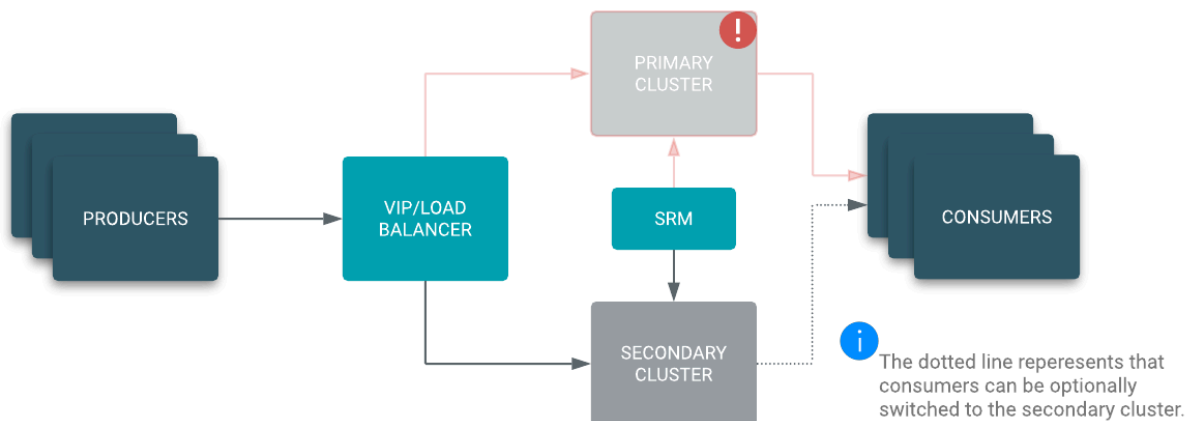 PRIMARY
CLUSTER
PRODUCERS
VIP/LOAD
BALANCER
SRM
CONSUMERS
SECONDARY
CLUSTER
The dotted line reperesents that
consumers can be optionally
switched to the secondary cluster.